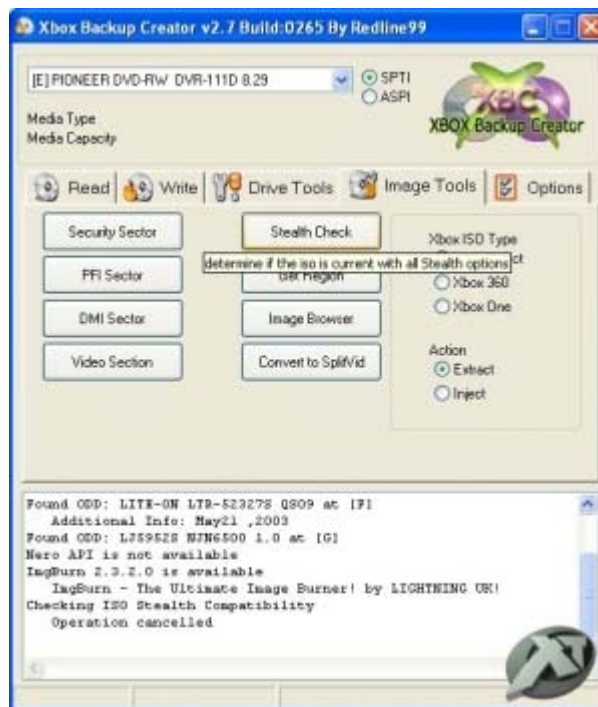 Xbox Backup Creator v2.7 Build:0265 By Redline99
[E] PIONEER DVD-RW DVR-111D 8.29
SPTI
ASPI
Media Type
Media Capacity
XBC
XBOX Backup Creator
Read
Write
Drive Tools
Image Tools
Options
Security Sector
Stealth Check
Xbox ISO Type
determine if the iso is current with all Stealth options
ct
PFI Sector
Get Region
Xbox 360
DMI Sector
Image Browser
Xbox One
Video Section
Convert to SplitVid
Action
Extract
Inject
Found ODD: LITE-ON LTR-52327S QS09 at [F]
Additional Info: May21 ,2003
Found ODD: LJS952S NJN6500 1.0 at [G]
Nero API is not available
ImgBurn 2.3.2.0 is available
ImgBurn - The Ultimate Image Burner! by LIGHTNING UK!
Checking ISO Stealth Compatibility
Operation cancelled